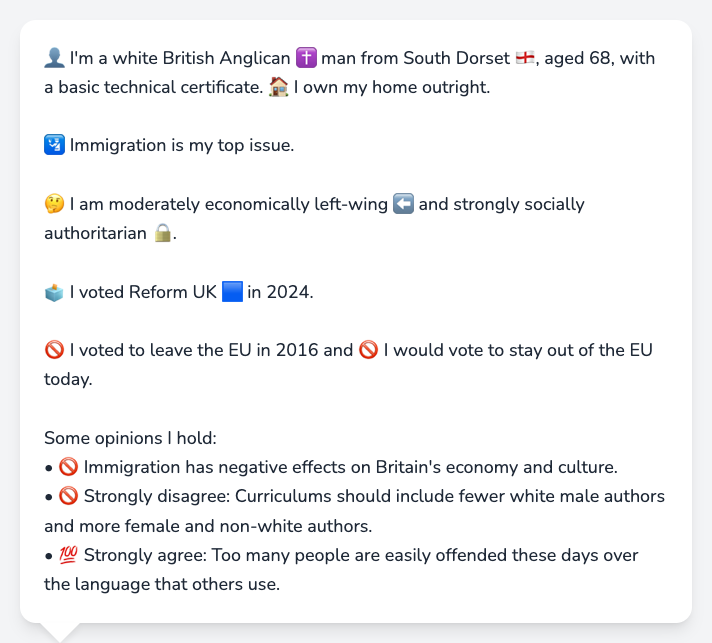 👤 I'm a white British Anglican ✝️ man from South Dorset 🏴󠁧󠁢󠁥󠁮󠁧󠁿, aged 68, with
a basic technical certificate. 🏠 I own my home outright.
🛂 Immigration is my top issue.
🤔 I am moderately economically left-wing ⬅️ and strongly socially
authoritarian 🔒.
🗳️ I voted Reform UK 🟦 in 2024.
🚫 I voted to leave the EU in 2016 and 🚫 I would vote to stay out of the EU
today.
Some opinions I hold:
• 🚫 Immigration has negative effects on Britain's economy and culture.
• 🚫 Strongly disagree: Curriculums should include fewer white male authors
and more female and non-white authors.
• 💯 Strongly agree: Too many people are easily offended these days over
the language that others use.